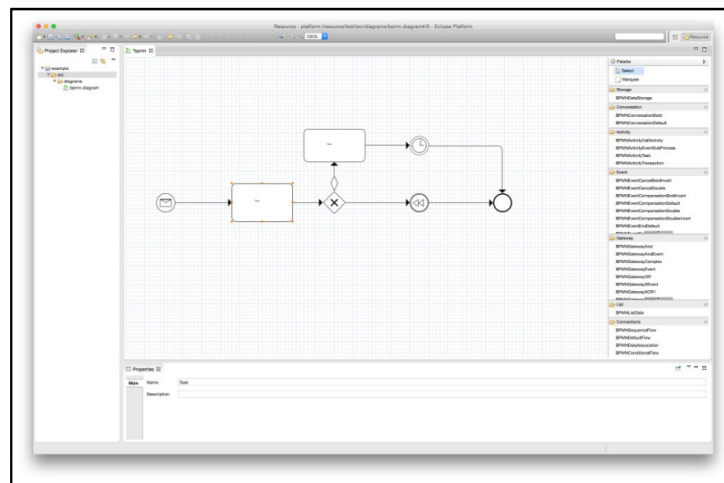 Resource - platform:/resource/test/src/diagrams/bpmn.diagram#/0 - Eclipse Platform
100%
Resource
Project Explorer
example
src
diagrams
bpmn.diagram
bpmn
Task
Task
Palette
Select
Marquee
Storage
BPMNDataStorage
Conversation
BPMNConversationBold
BPMNConversationDefault
Activity
BPMNActivityCallActivity
BPMNActivityEventSubProcess
BPMNActivityTask
BPMNActivityTransaction
Event
BPMNEventCancelBoldInvert
BPMNEventCancelDouble
BPMNEventCompensationBoldInvert
BPMNEventCompensationDefault
BPMNEventCompensationDouble
BPMNEventCompensationDoubleInvert
BPMNEventEndDefault
Gateway
BPMNGatewayAnd
BPMNGatewayAndEvent
BPMNGatewayComplex
BPMNGatewayEvent
BPMNGatewayOR
BPMNGatewayXEvent
BPMNGatewayXOR1
List
BPMNListData
Connections
BPMNSequenceFlow
BPMNDefaultFlow
BPMNDataAssociation
BPMNConditionalFlow
Properties
Main
Name
Task
Description